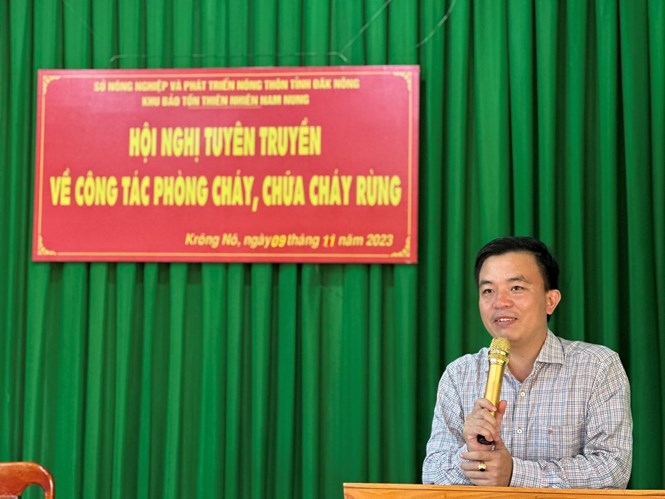 SỞ NÔNG NGHIỆP VÀ PHÁT TRIỂN NÔNG THÔN TỈNH ĐĂK NÔNG
KHU BẢO TỒN THIÊN NHIÊN NAM NUNG
HỘI NGHỊ TUYÊN TRUYỀN
VỀ CÔNG TÁC PHÒNG CHÁY, CHỮA CHÁY RỪNG
Krông Nô, ngày 09 tháng 11 năm 2023